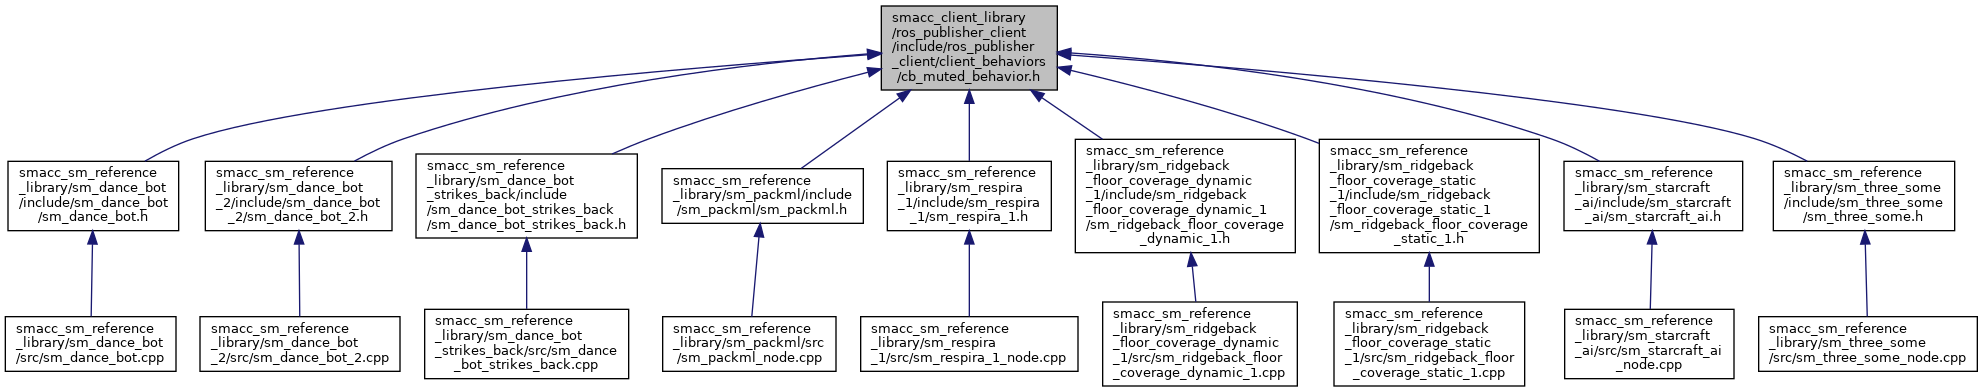 smacc_client_library
/ros_publisher_client
/include/ros_publisher
_client/client_behaviors
/cb_muted_behavior.h
smacc_sm_reference
_library/sm_dance_bot
/include/sm_dance_bot
/sm_dance_bot.h
smacc_sm_reference
_library/sm_dance_bot
_2/include/sm_dance_bot
_2/sm_dance_bot_2.h
smacc_sm_reference
_library/sm_dance_bot
_strikes_back/include
/sm_dance_bot_strikes_back
/sm_dance_bot_strikes_back.h
smacc_sm_reference
_library/sm_packml/include
/sm_packml/sm_packml.h
smacc_sm_reference
_library/sm_respira
_1/include/sm_respira
_1/sm_respira_1.h
smacc_sm_reference
_library/sm_ridgeback
_floor_coverage_dynamic
_1/include/sm_ridgeback
_floor_coverage_dynamic_1
/sm_ridgeback_floor_coverage
_dynamic_1.h
smacc_sm_reference
_library/sm_ridgeback
_floor_coverage_static
_1/include/sm_ridgeback
_floor_coverage_static_1
/sm_ridgeback_floor_coverage
_static_1.h
smacc_sm_reference
_library/sm_starcraft
_ai/include/sm_starcraft
_ai/sm_starcraft_ai.h
smacc_sm_reference
_library/sm_three_some
/include/sm_three_some
/sm_three_some.h
smacc_sm_reference
_library/sm_dance_bot
/src/sm_dance_bot.cpp
smacc_sm_reference
_library/sm_dance_bot
_2/src/sm_dance_bot_2.cpp
smacc_sm_reference
_library/sm_dance_bot
_strikes_back/src/sm_dance
_bot_strikes_back.cpp
smacc_sm_reference
_library/sm_packml/src
/sm_packml_node.cpp
smacc_sm_reference
_library/sm_respira
_1/src/sm_respira_1_node.cpp
smacc_sm_reference
_library/sm_ridgeback
_floor_coverage_dynamic
_1/src/sm_ridgeback_floor
_coverage_dynamic_1.cpp
smacc_sm_reference
_library/sm_ridgeback
_floor_coverage_static
_1/src/sm_ridgeback_floor
_coverage_static_1.cpp
smacc_sm_reference
_library/sm_starcraft
_ai/src/sm_starcraft_ai
_node.cpp
smacc_sm_reference
_library/sm_three_some
/src/sm_three_some_node.cpp